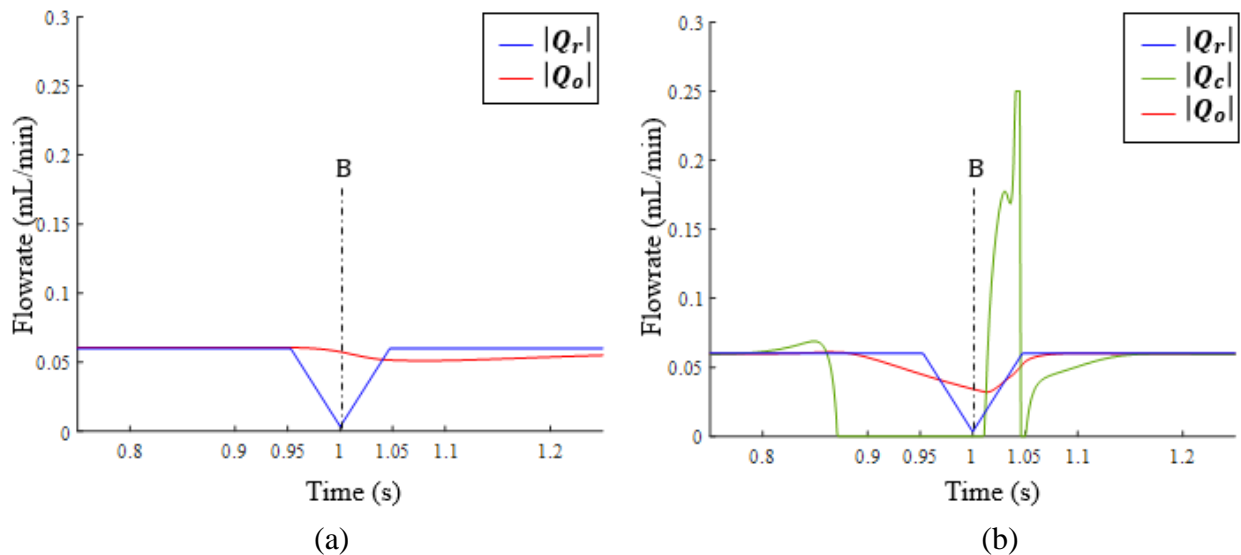 0.3
0.25
0.2
0.15
0.1
0.05
0
Flowrate (mL/min)
|Qr|
|Qo|
B
0.8 0.9 0.95 1 1.05 1.1 1.2
Time (s)
(a)
0.3
0.25
0.2
0.15
0.1
0.05
0
Flowrate (mL/min)
|Qr|
|Qc|
|Qo|
B
0.8 0.9 0.95 1 1.05 1.1 1.2
Time (s)
(b)